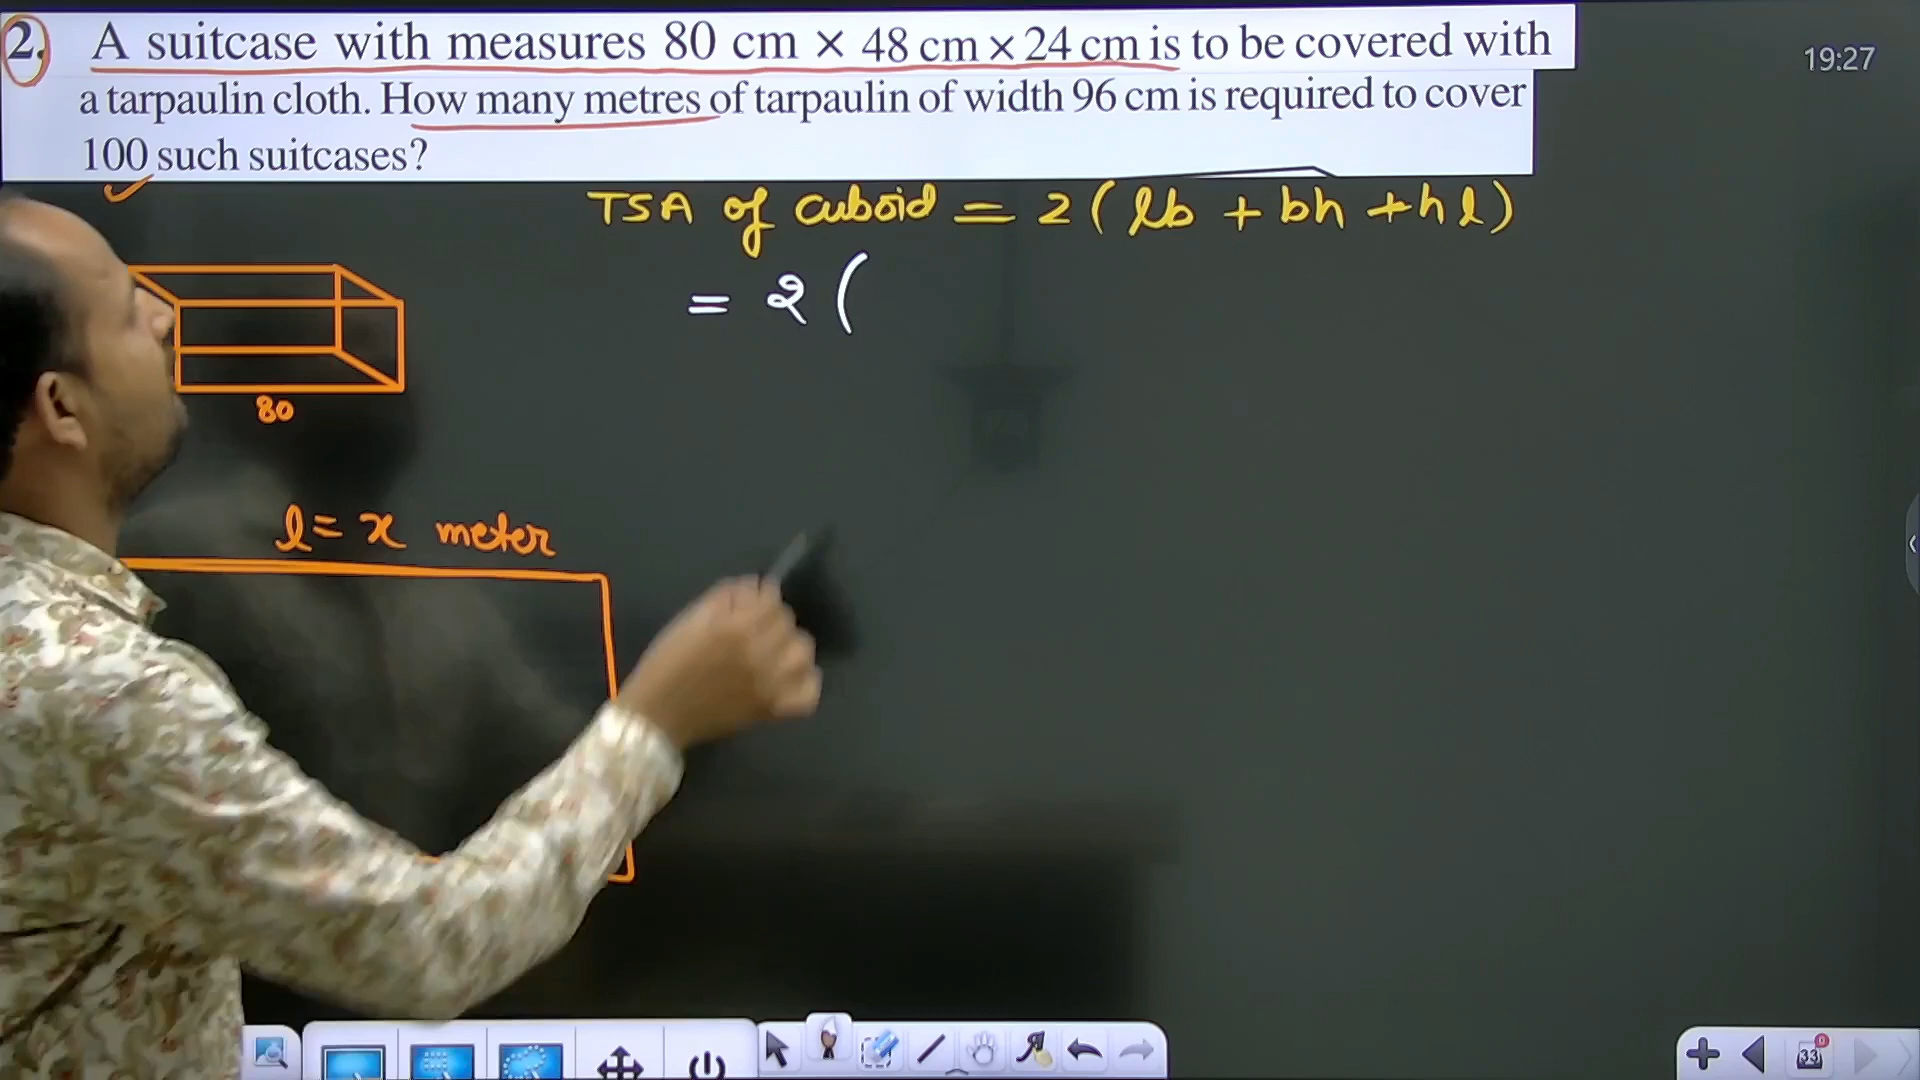 2. A suitcase with measures 80 cm × 48 cm × 24 cm is to be covered with
a tarpaulin cloth. How many metres of tarpaulin of width 96 cm is required to cover
100 such suitcases?
19:27
TSA of cuboid = 2 ( lb + bh + h l )
= २ (
80
l = x meter
33